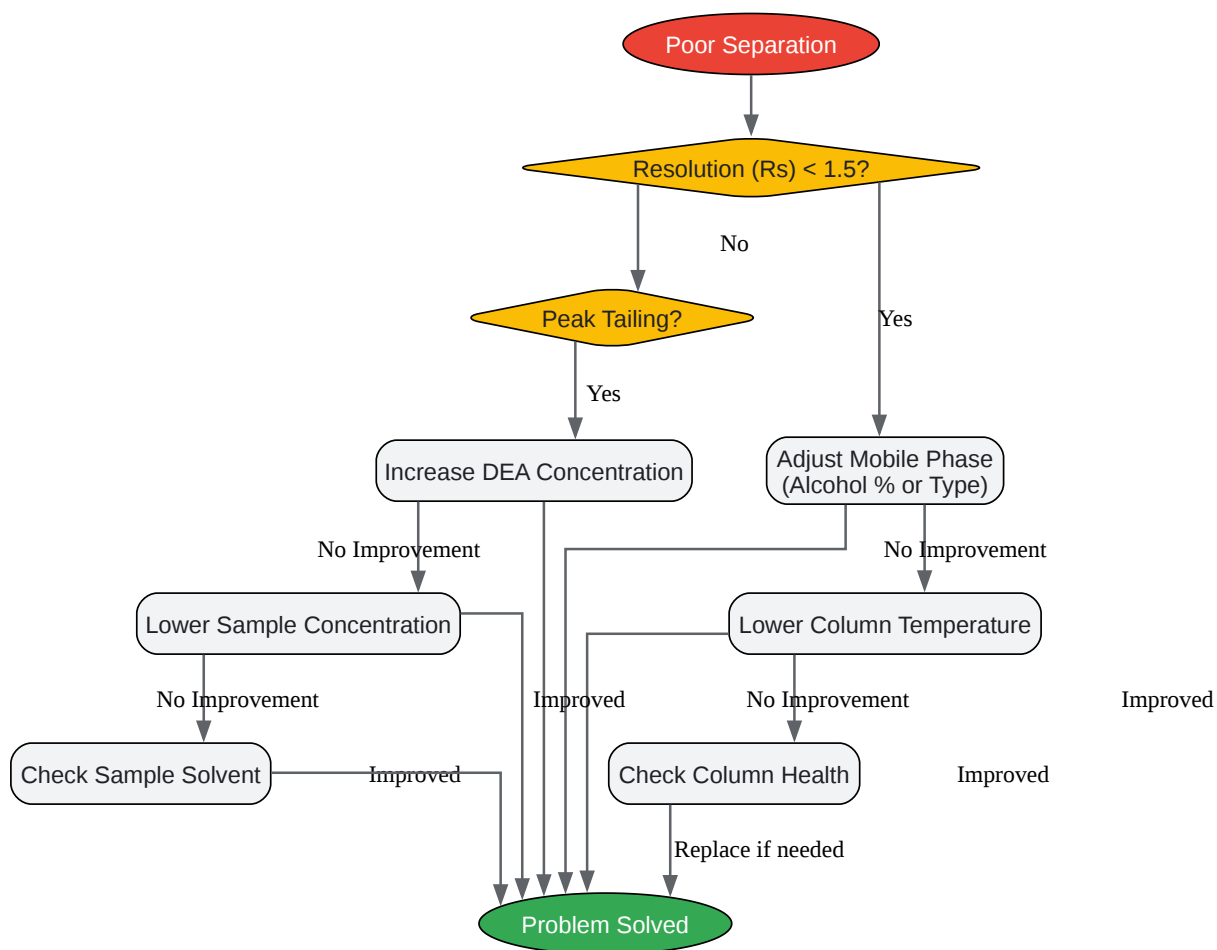 Poor Separation
Resolution (Rs) < 1.5?
No
Peak Tailing?
Yes
Yes
Increase DEA Concentration
Adjust Mobile Phase
(Alcohol % or Type)
No Improvement
No Improvement
Lower Sample Concentration
Lower Column Temperature
No Improvement
Improved
No Improvement
Improved
Check Sample Solvent
Improved
Check Column Health
Improved
Replace if needed
Problem Solved